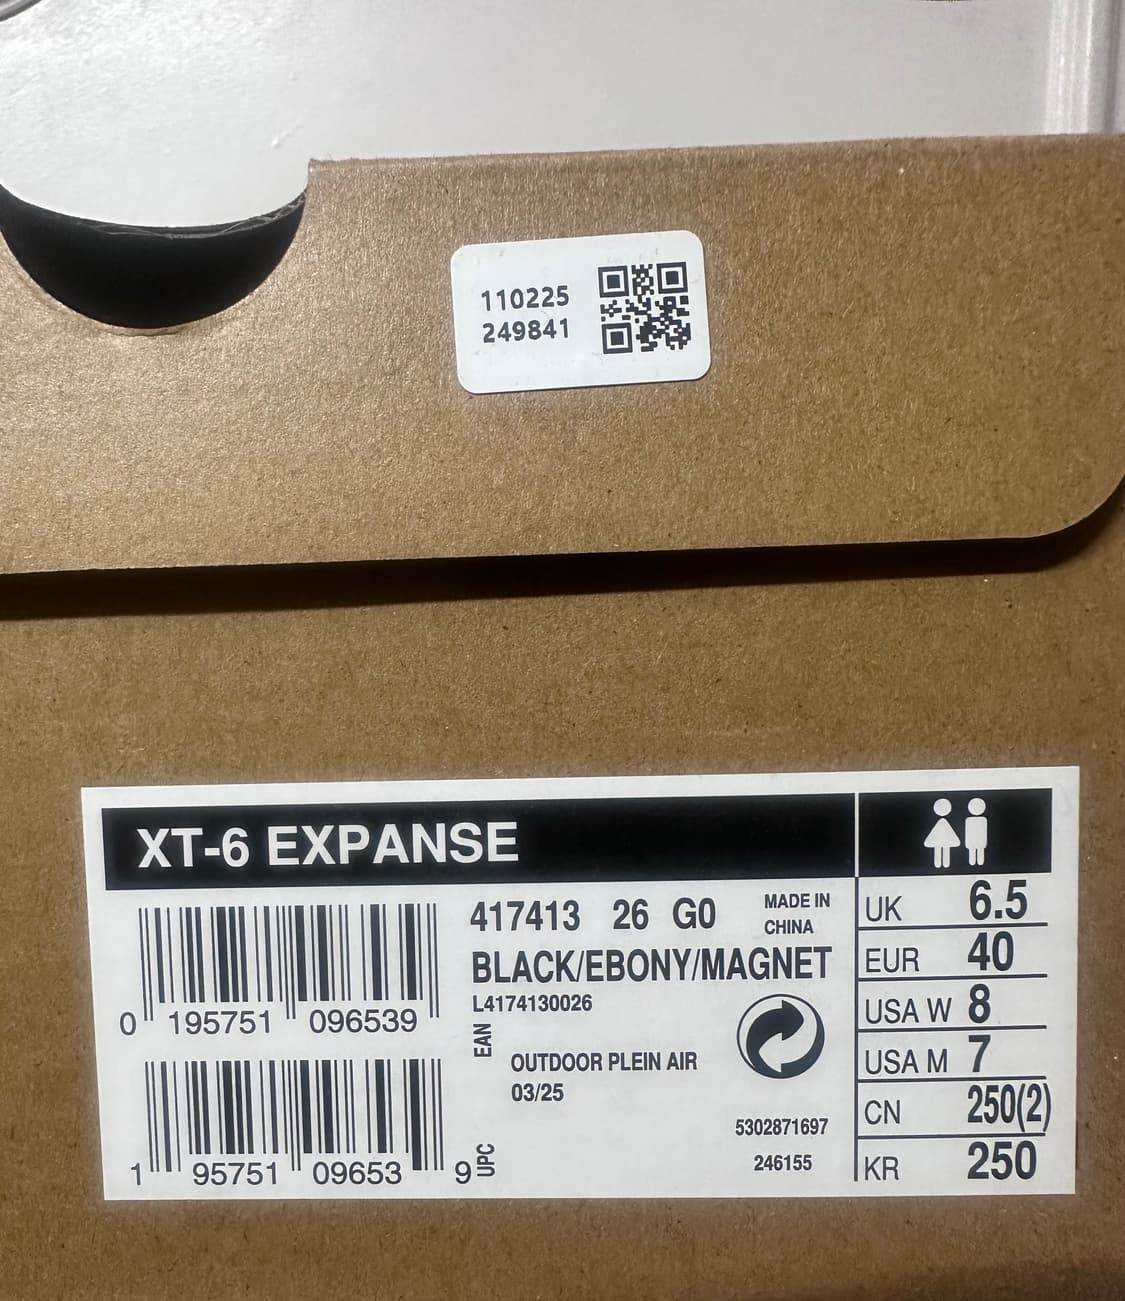 110225
249841
XT-6 EXPANSE
417413 26 G0
MADE IN
CHINA
BLACK/EBONY/MAGNET
L4174130026
0 195751 096539
EAN
OUTDOOR PLEIN AIR
03/25
1 95751 09653 9
UPC
5302871697
246155
UK 6.5
EUR 40
USA W 8
USA M 7
CN 250(2)
KR 250